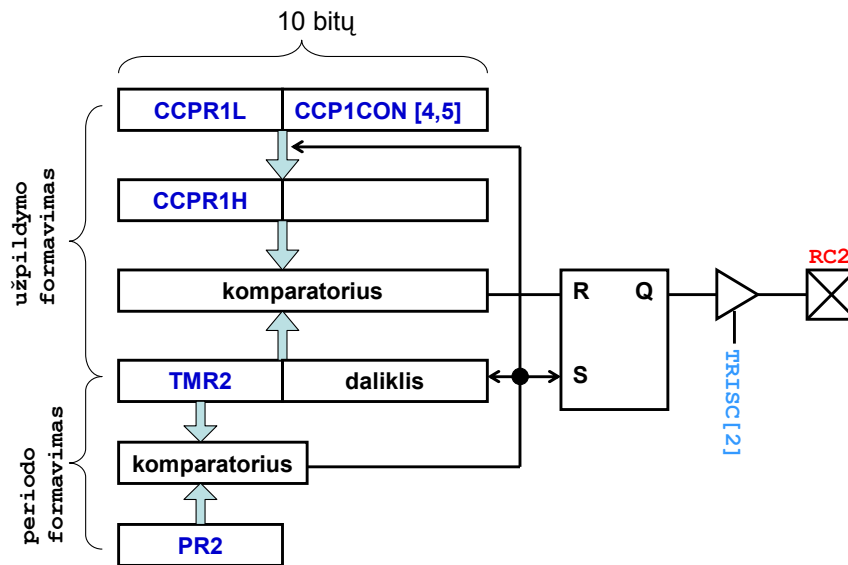 10 bitų
CCPR1L
CCP1CON [4,5]
CCPR1H
užpildymo
formavimas
komparatorius
R
Q
RC2
TMR2
daliklis
S
TRISC[2]
periodo
formavimas
komparatorius
PR2